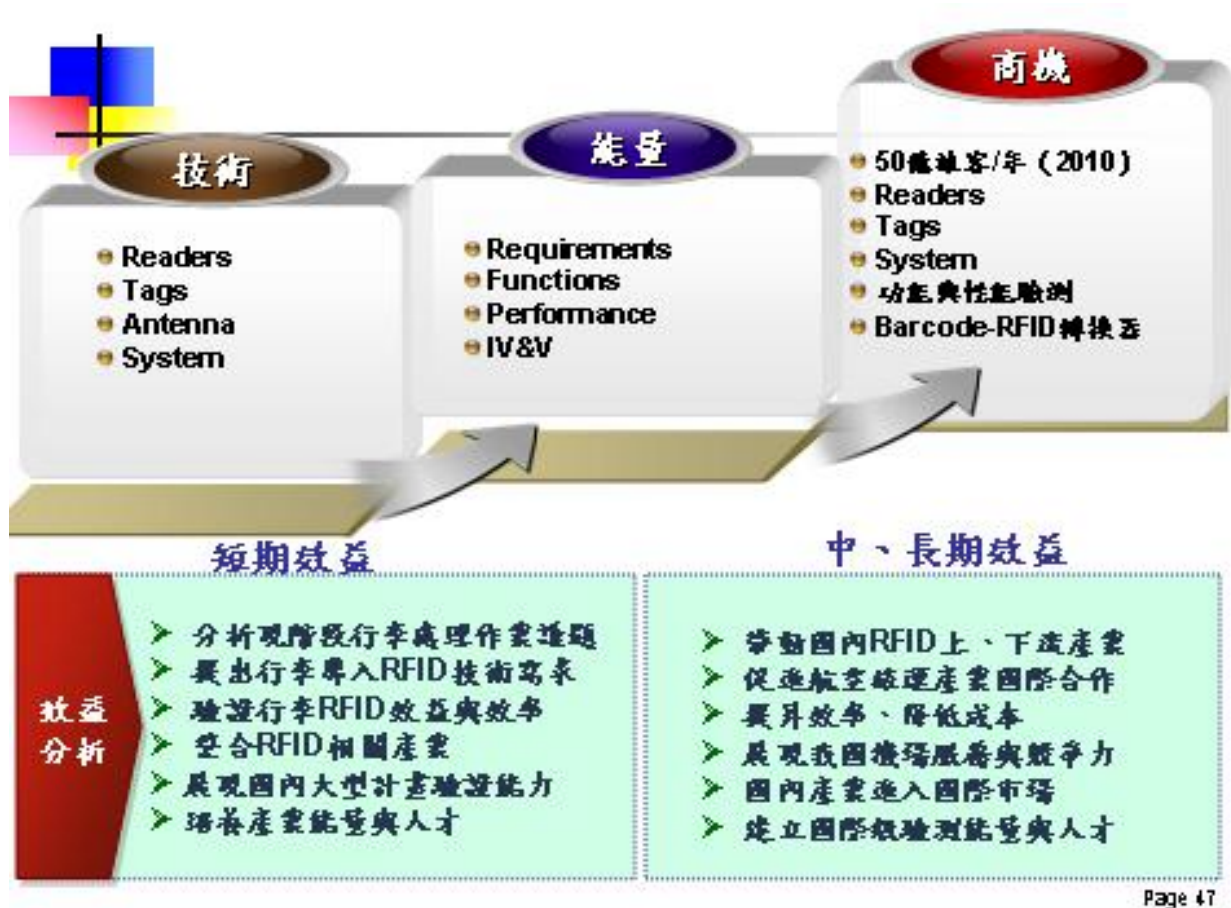 技術
Readers
Tags
Antenna
System
能量
Requirements
Functions
Performance
IV&V
商機
50億旅客/年（2010）
Readers
Tags
System
功能與性能驗測
Barcode-RFID轉換器
短期效益
中、長期效益
效益
分析
分析現階段行李處理作業議題
提出行李導入RFID技術需求
驗證行李RFID效益與效率
整合RFID相關產業
展現國內大型計畫驗證能力
培養產業能量與人才
帶動國內RFID上、下游產業
促進航空維運產業國際合作
提昇效率、降低成本
展現我國機場服務與競爭力
國內產業進入國際市場
建立國際級驗測能量與人才
Page 47